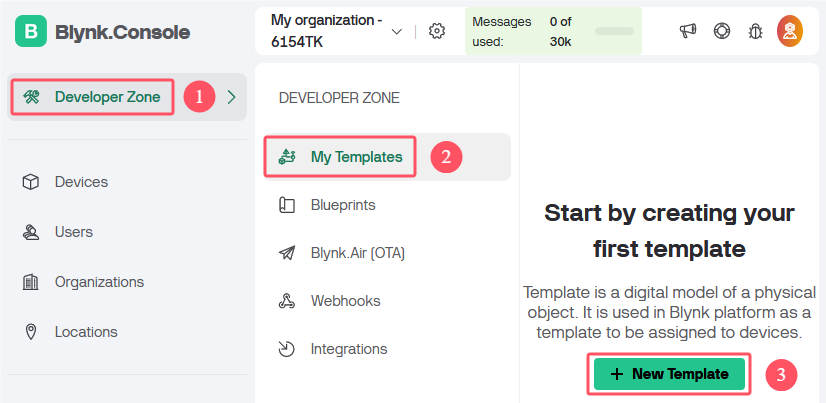 B Blynk.Console
My organization -
6154TK
Messages
used:
0 of
30k
Developer Zone
1
Devices
Users
Organizations
Locations
DEVELOPER ZONE
My Templates
2
Blueprints
Blynk.Air (OTA)
Webhooks
Integrations
Start by creating your
first template
Template is a digital model of a physical
object. It is used in Blynk platform as a
template to be assigned to devices.
+ New Template
3